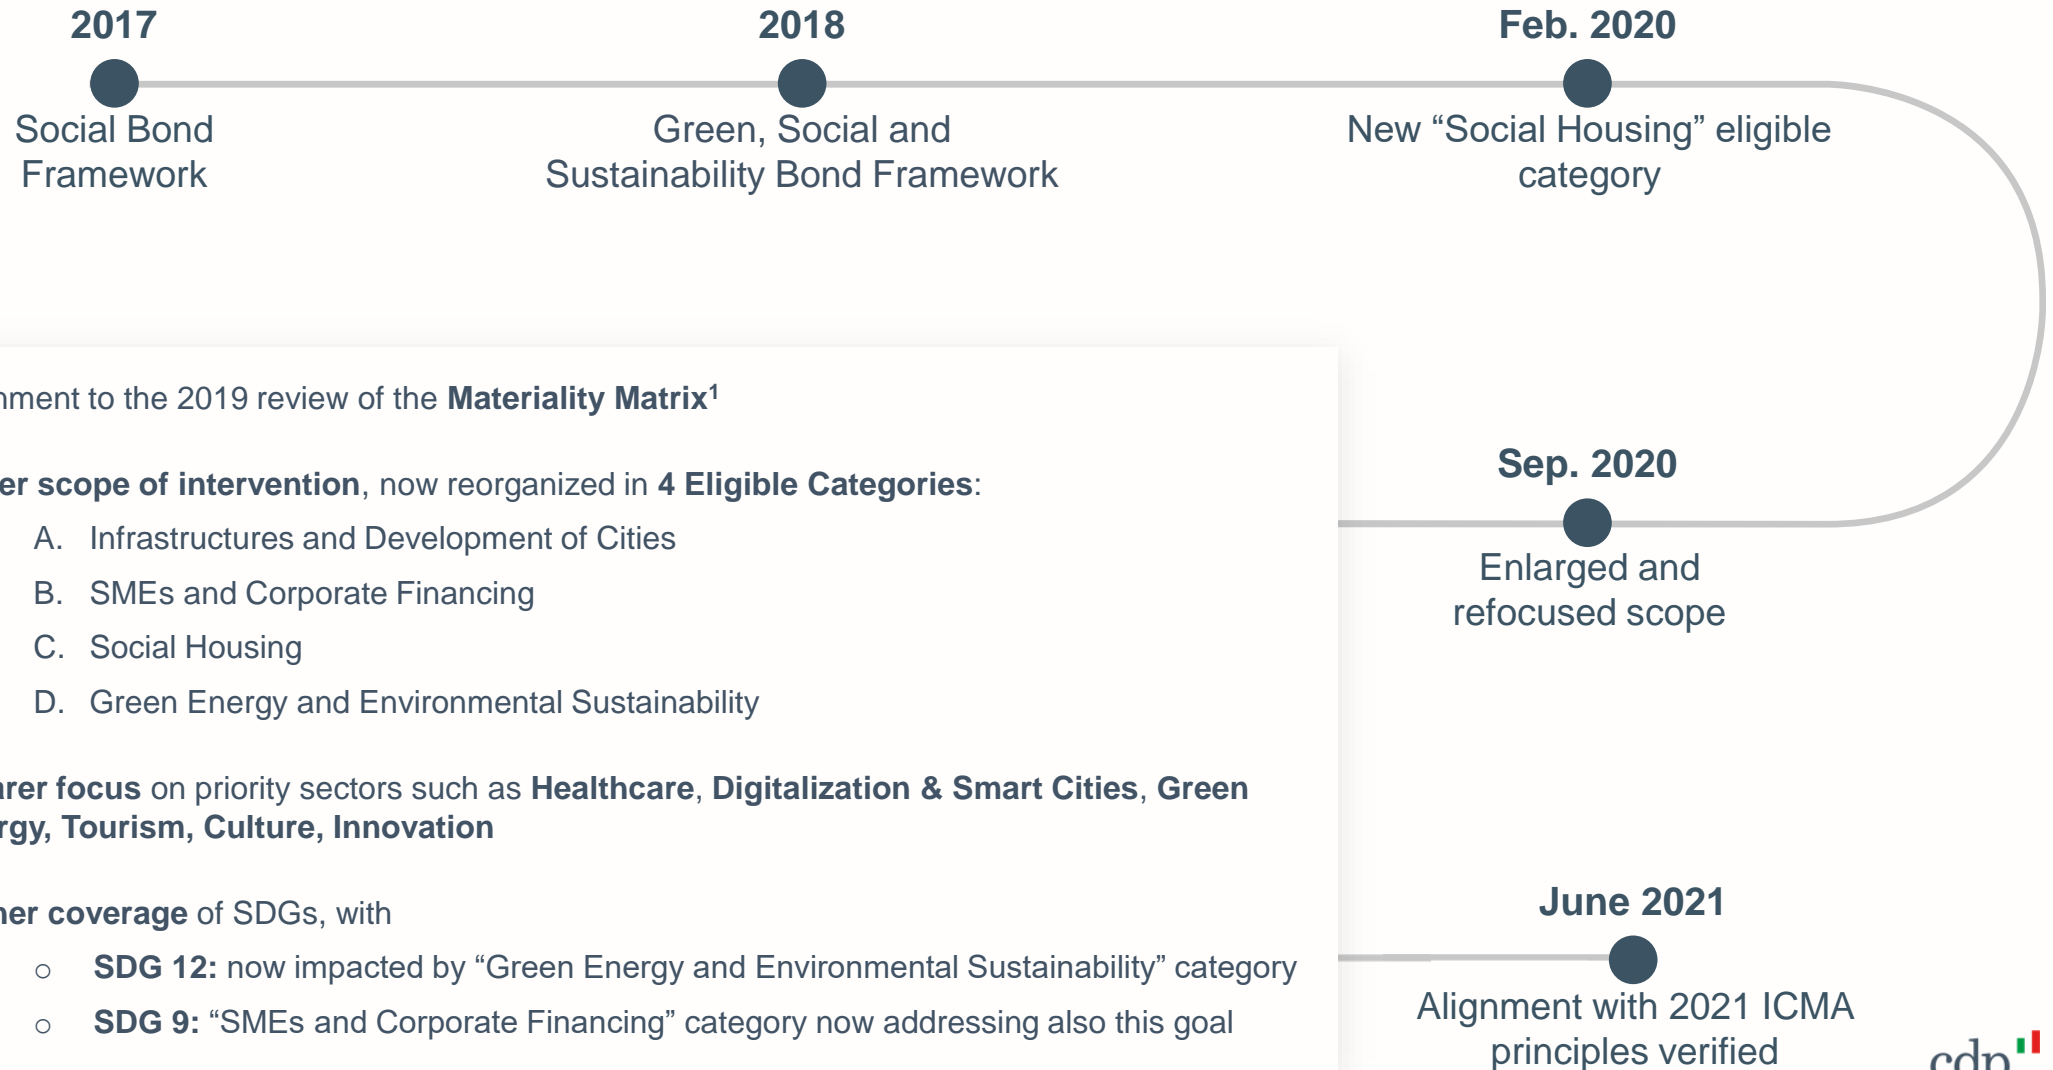 2017
2018
Feb. 2020
Social Bond
Framework
Green, Social and
Sustainability Bond Framework
New “Social Housing” eligible
category
nment to the 2019 review of the Materiality Matrix¹
er scope of intervention, now reorganized in 4 Eligible Categories:
A. Infrastructures and Development of Cities
B. SMEs and Corporate Financing
C. Social Housing
D. Green Energy and Environmental Sustainability
arer focus on priority sectors such as Healthcare, Digitalization & Smart Cities, Green
rgy, Tourism, Culture, Innovation
her coverage of SDGs, with
○ SDG 12: now impacted by “Green Energy and Environmental Sustainability” category
○ SDG 9: “SMEs and Corporate Financing” category now addressing also this goal
Sep. 2020
Enlarged and
refocused scope
June 2021
Alignment with 2021 ICMA
principles verified
cdp